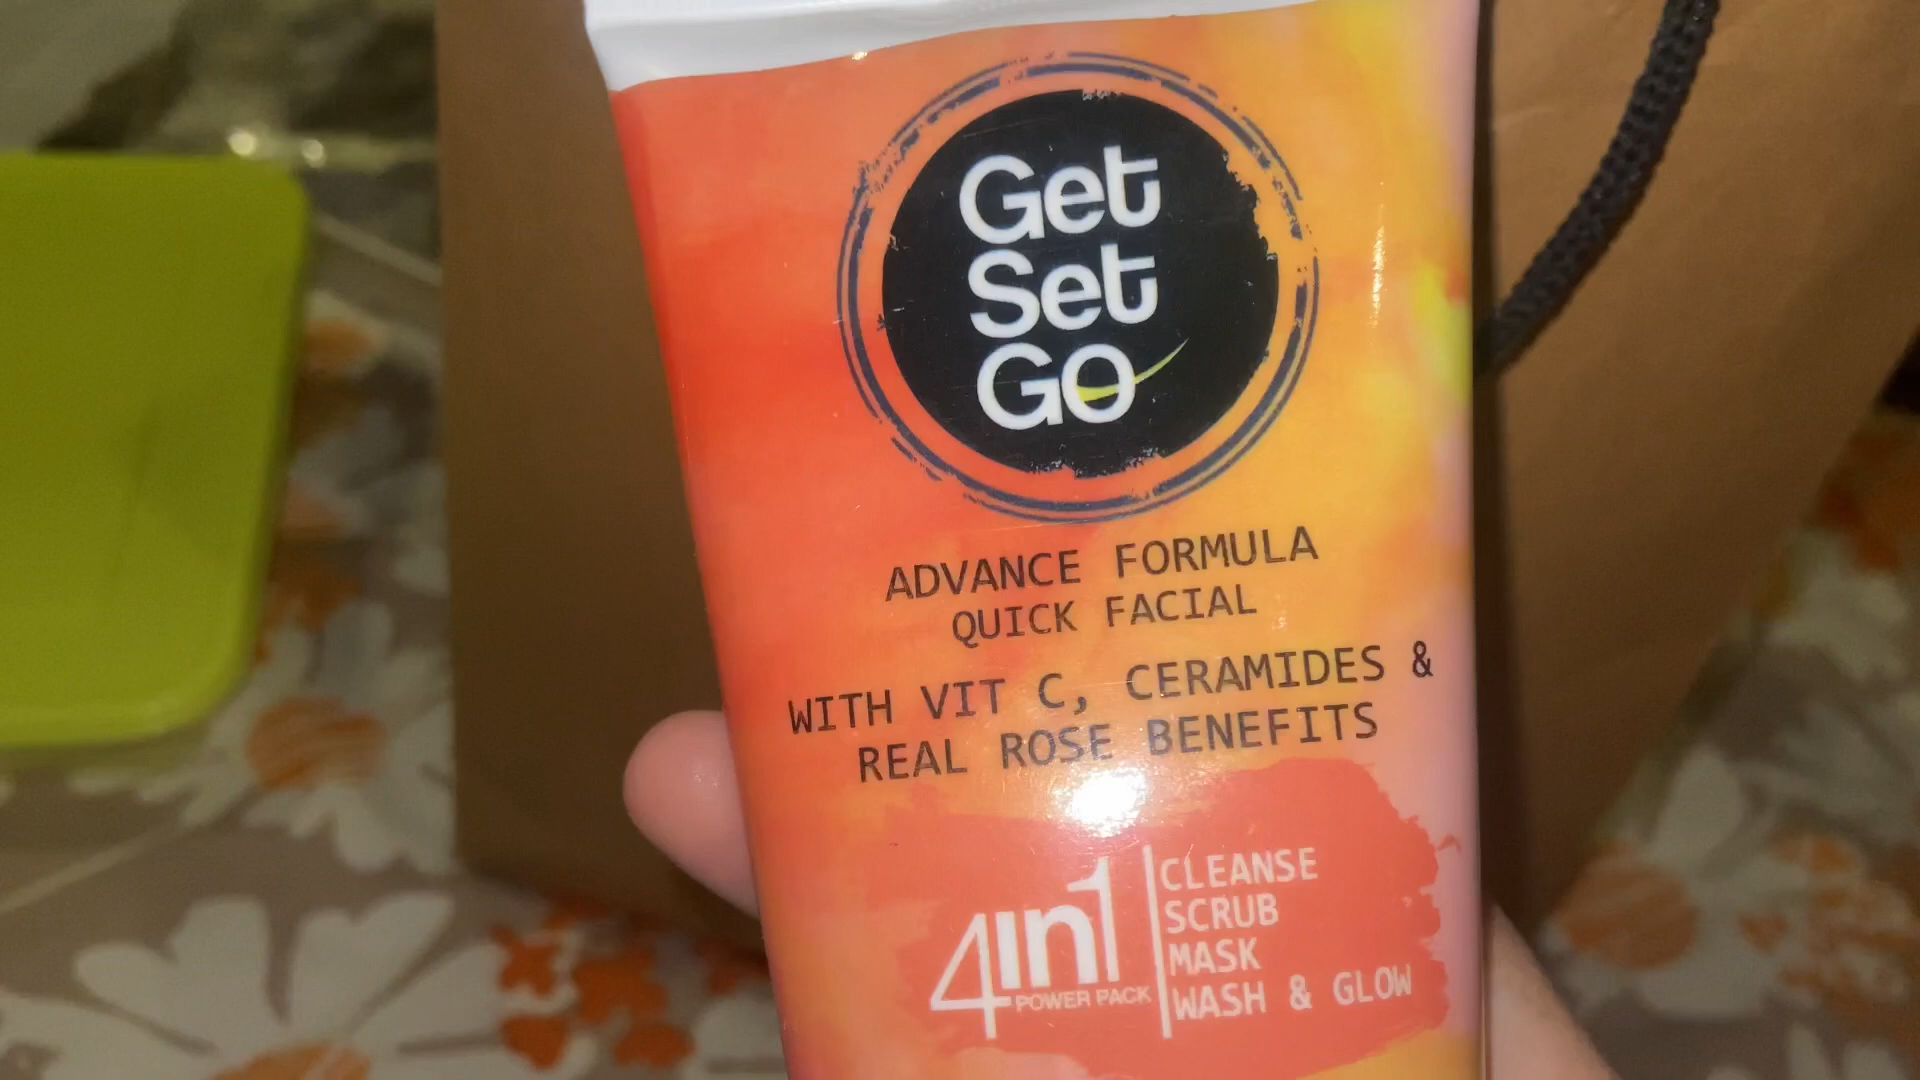 Get
Set
GO
ADVANCE FORMULA
QUICK FACIAL
WITH VIT C, CERAMIDES &
REAL ROSE BENEFITS
4in1
POWER PACK
CLEANSE
SCRUB
MASK
WASH & GLOW